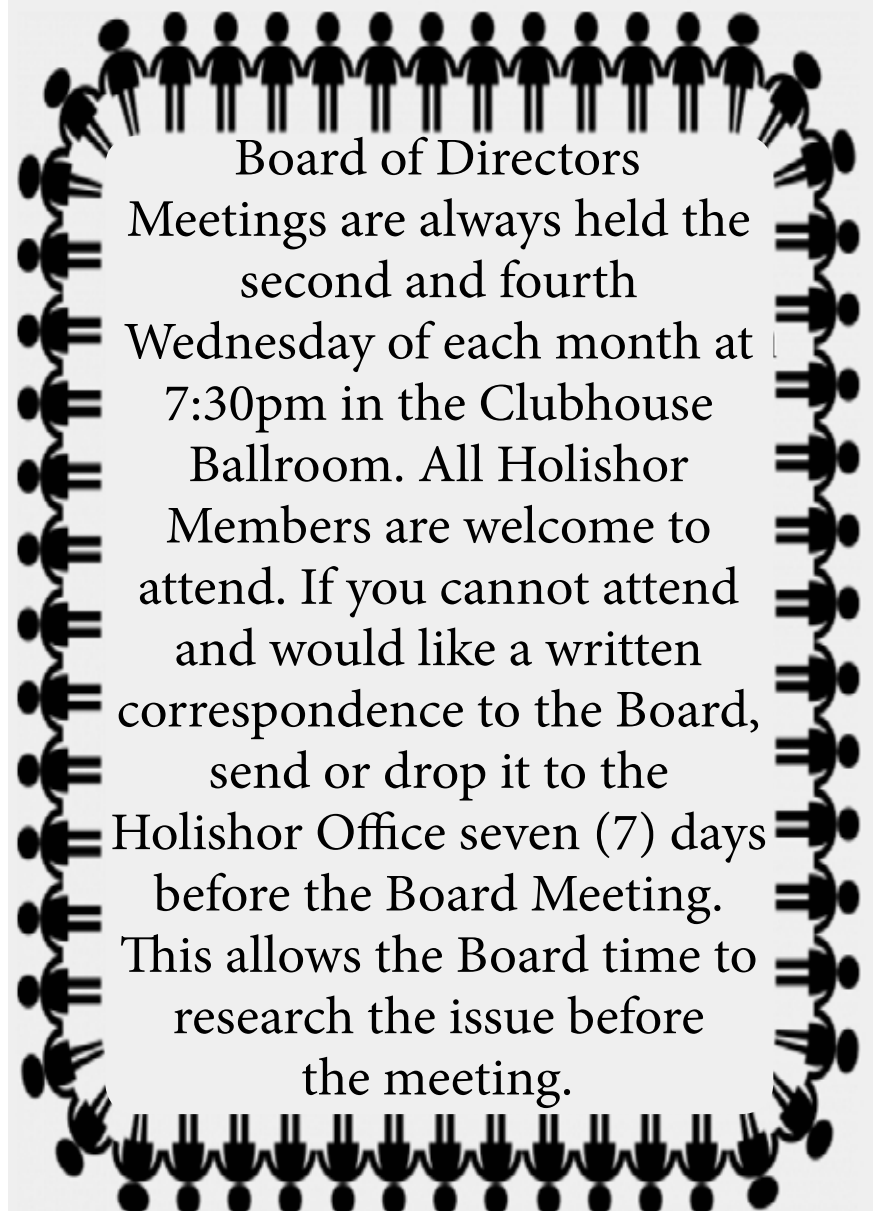 Board of Directors
Meetings are always held the
second and fourth
Wednesday of each month at
7:30pm in the Clubhouse
Ballroom. All Holishor
Members are welcome to
attend. If you cannot attend
and would like a written
correspondence to the Board,
send or drop it to the
Holishor Office seven (7) days
before the Board Meeting.
This allows the Board time to
research the issue before
the meeting.